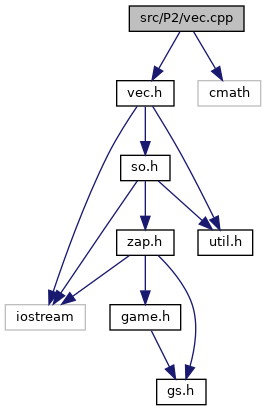 src/P2/vec.cpp
vec.h
cmath
so.h
zap.h
util.h
iostream
game.h
gs.h